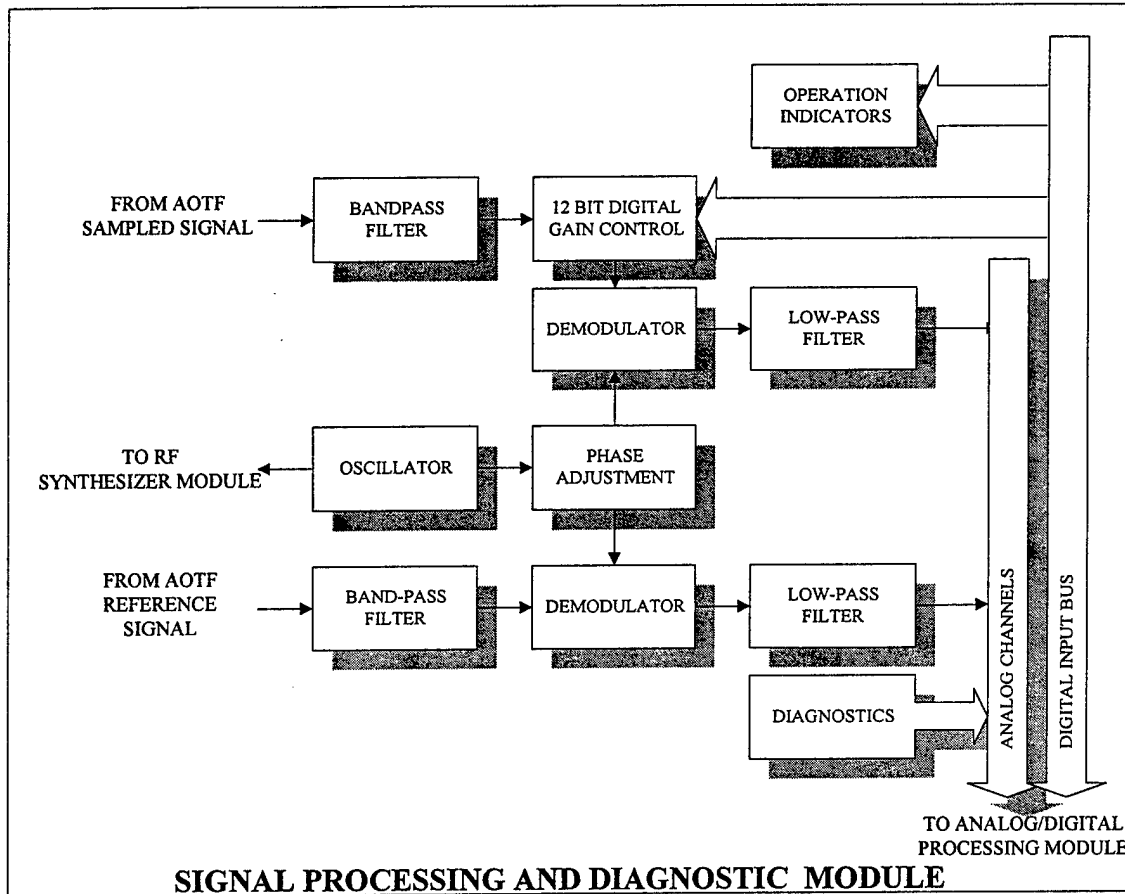 OPERATION
INDICATORS
FROM AOTF
SAMPLED SIGNAL
BANDPASS
FILTER
12 BIT DIGITAL
GAIN CONTROL
DEMODULATOR
LOW-PASS
FILTER
TO RF
SYNTHESIZER MODULE
OSCILLATOR
PHASE
ADJUSTMENT
FROM AOTF
REFERENCE
SIGNAL
BAND-PASS
FILTER
DEMODULATOR
LOW-PASS
FILTER
DIAGNOSTICS
ANALOG CHANNELS
DIGITAL INPUT BUS
TO ANALOG/DIGITAL
PROCESSING MODULE
SIGNAL PROCESSING AND DIAGNOSTIC MODULE